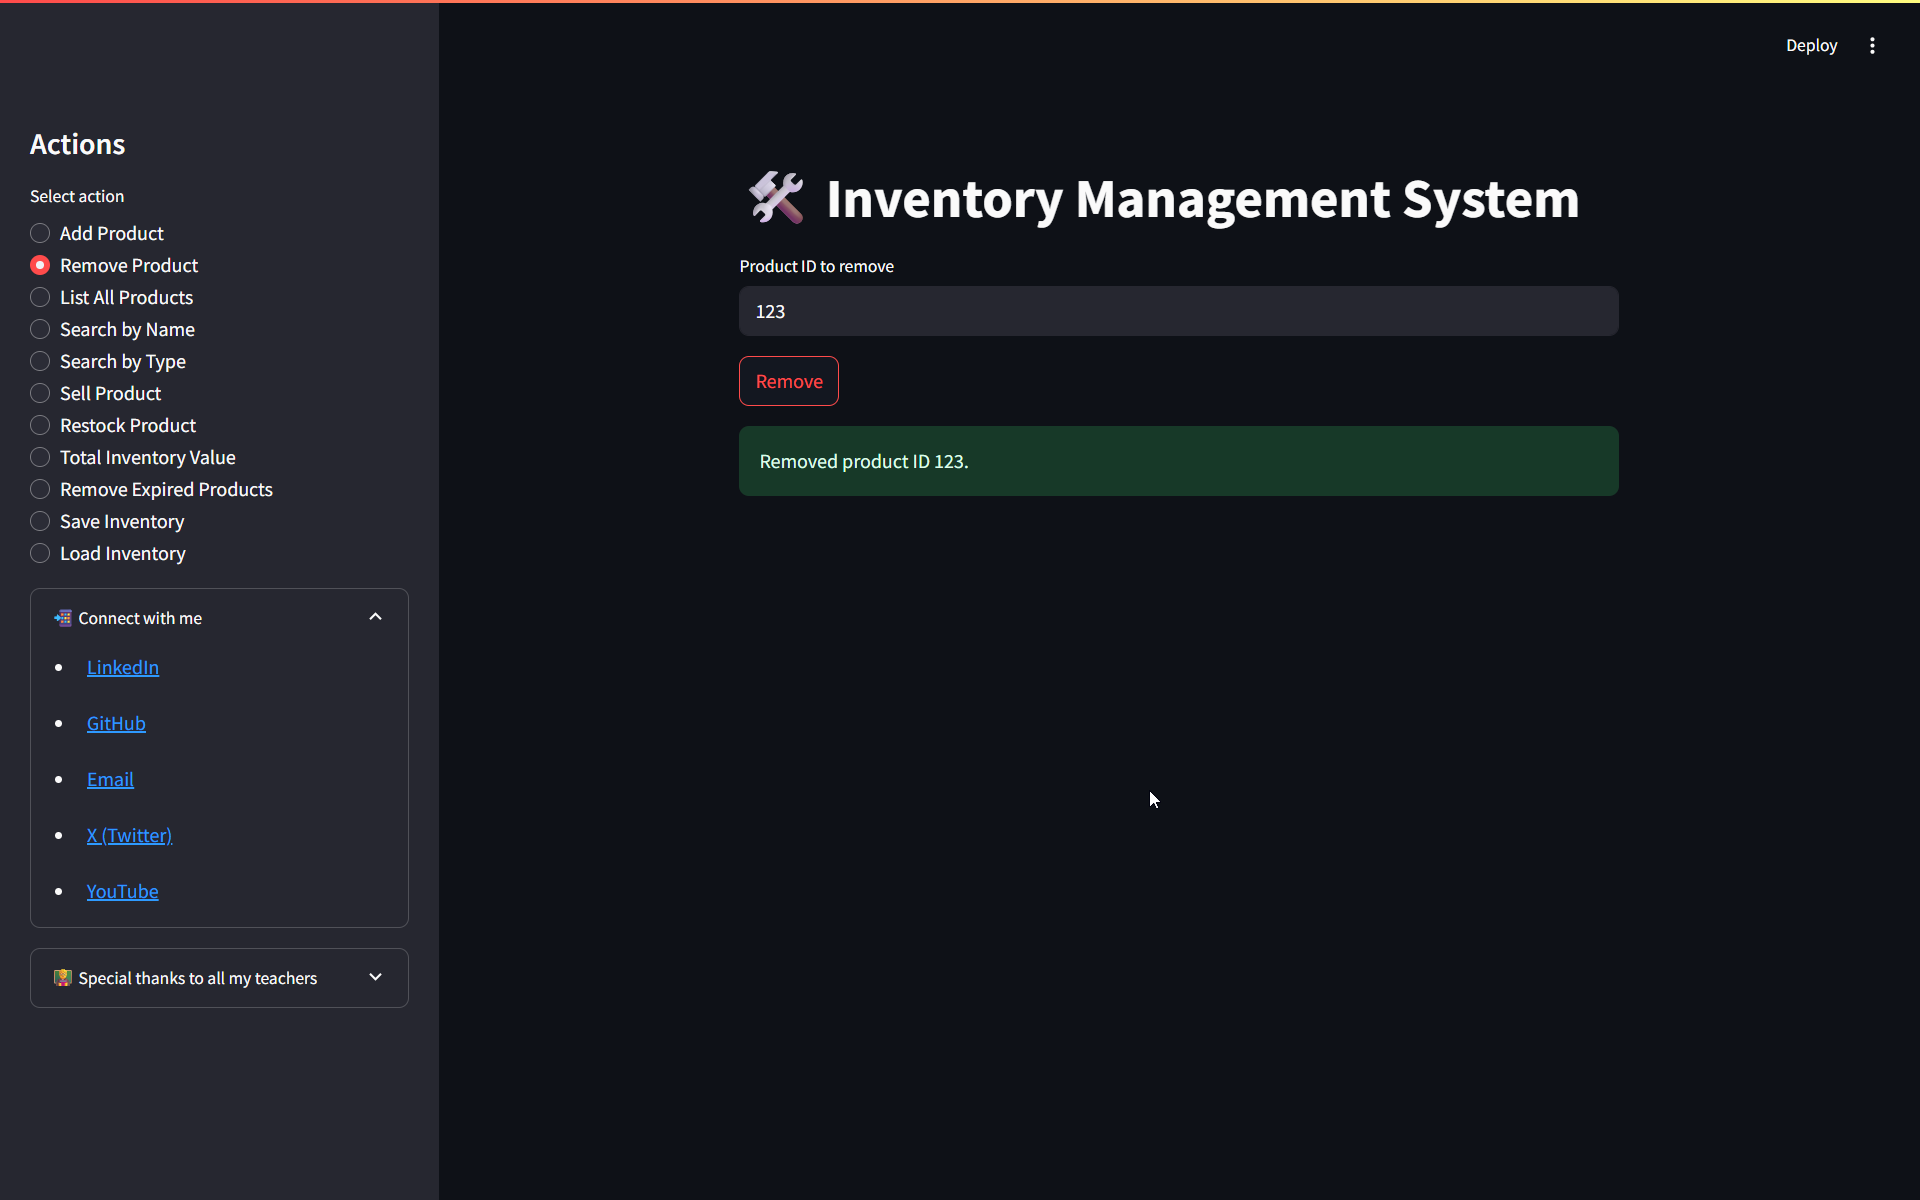 Deploy
Actions
Select action
Add Product
Remove Product
List All Products
Search by Name
Search by Type
Sell Product
Restock Product
Total Inventory Value
Remove Expired Products
Save Inventory
Load Inventory
Connect with me
LinkedIn
GitHub
Email
X (Twitter)
YouTube
Special thanks to all my teachers
Inventory Management System
Product ID to remove
123
Remove
Removed product ID 123.